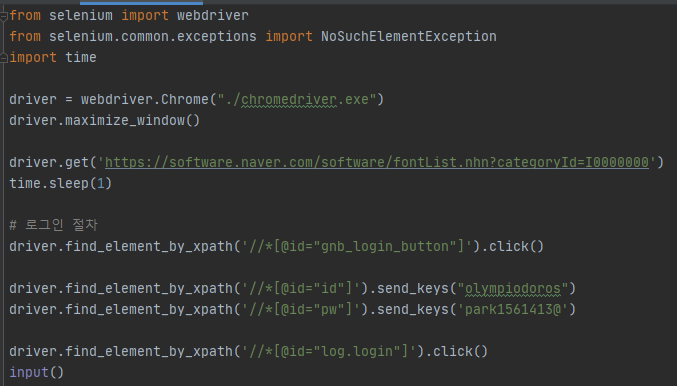 from selenium import webdriver
from selenium.common.exceptions import NoSuchElementException
import time
driver = webdriver.Chrome("./chromedriver.exe")
driver.maximize_window()
driver.get('https://software.naver.com/software/fontList.nhn?categoryId=I0000000')
time.sleep(1)
# 로그인 절차
driver.find_element_by_xpath('//*[@id="gnb_login_button"]').click()
driver.find_element_by_xpath('//*[@id="id"]').send_keys("olympiodoros")
driver.find_element_by_xpath('//*[@id="pw"]').send_keys('park1561413@')
driver.find_element_by_xpath('//*[@id="log.login"]').click()
input()